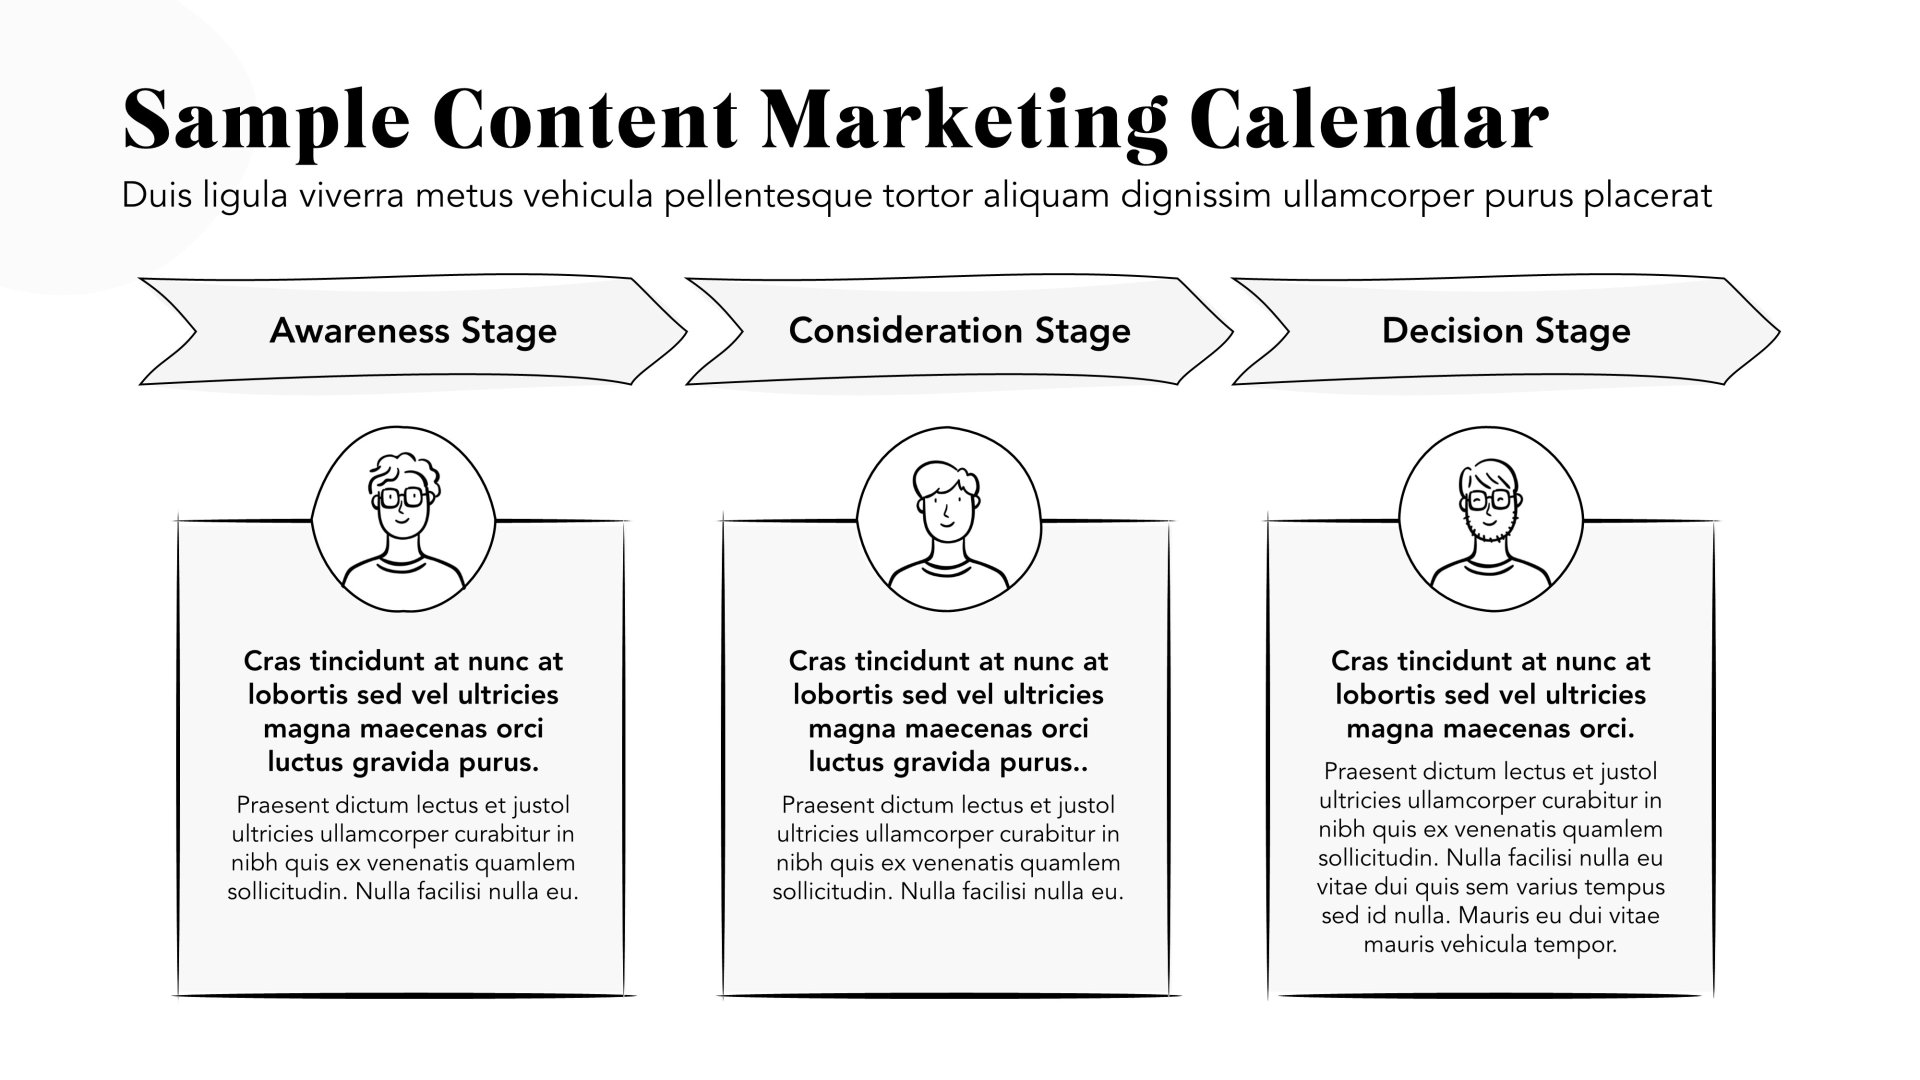 Sample Content Marketing Calendar
Duis ligula viverra metus vehicula pellentesque tortor aliquam dignissim ullamcorper purus placerat
Awareness Stage
Consideration Stage
Decision Stage
Cras tincidunt at nunc at
lobortis sed vel ultricies
magna maecenas orci
luctus gravida purus.
Praesent dictum lectus et justol
ultricies ullamcorper curabitur in
nibh quis ex venenatis quamlem
sollicitudin. Nulla facilisi nulla eu.
Cras tincidunt at nunc at
lobortis sed vel ultricies
magna maecenas orci
luctus gravida purus..
Praesent dictum lectus et justol
ultricies ullamcorper curabitur in
nibh quis ex venenatis quamlem
sollicitudin. Nulla facilisi nulla eu.
Cras tincidunt at nunc at
lobortis sed vel ultricies
magna maecenas orci.
Praesent dictum lectus et justol
ultricies ullamcorper curabitur in
nibh quis ex venenatis quamlem
sollicitudin. Nulla facilisi nulla eu
vitae dui quis sem varius tempus
sed id nulla. Mauris eu dui vitae
mauris vehicula tempor.